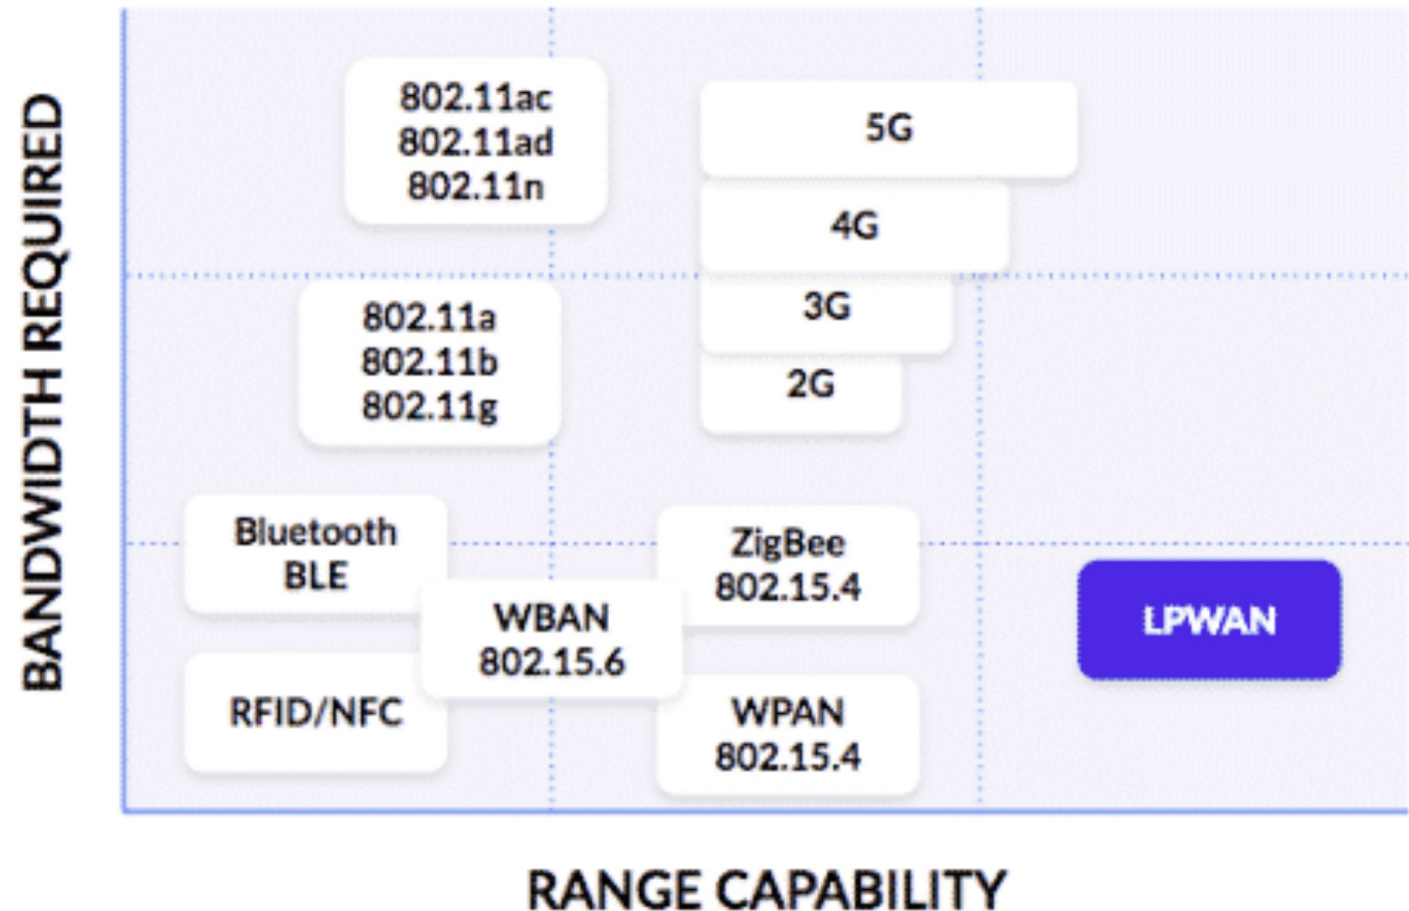 BANDWIDTH REQUIRED
802.11ac
802.11ad
802.11n
5G
4G
3G
2G
802.11a
802.11b
802.11g
Bluetooth
BLE
ZigBee
802.15.4
WBAN
802.15.6
LPWAN
RFID/NFC
WPAN
802.15.4
RANGE CAPABILITY